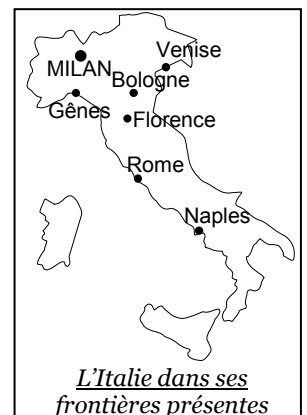 Venise
MILAN
Bologne
Gênes
Florence
Rome
Naples
L'Italie dans ses
frontières présentes